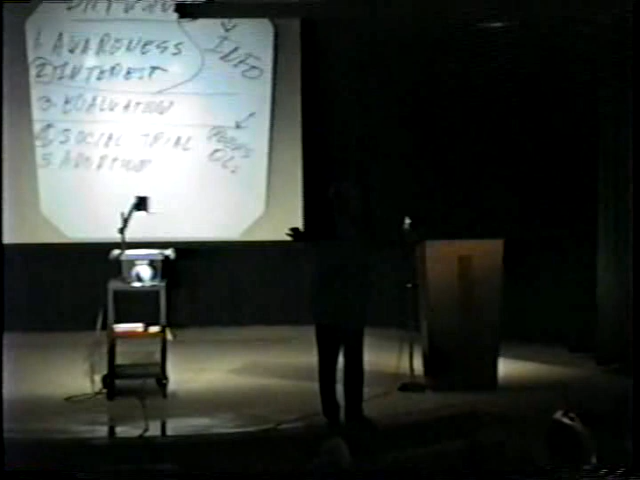 1. AWARENESS
2 INTEREST
INFO
3. EVALUATION
4 SOCIAL TRIAL
5 ADOPTION